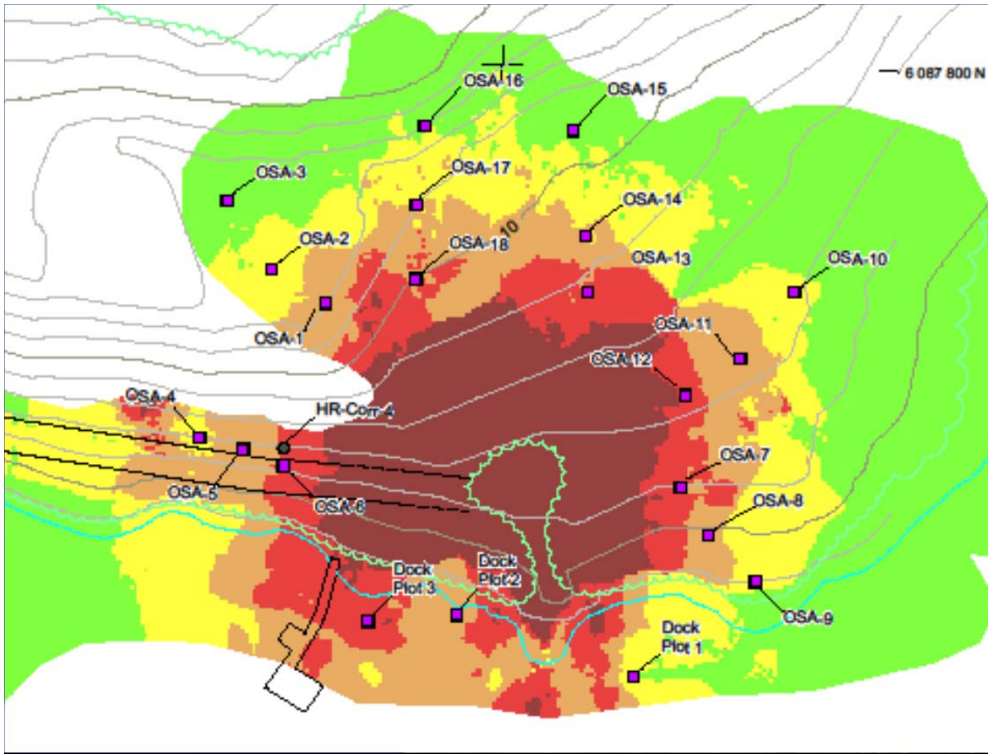 OSA-16
6 087 800 N
OSA-15
OSA-3
OSA-17
OSA-14
10
OSA-2
OSA-18
OSA-13
OSA-10
OSA-1
OSA-11
OSA-12
OSA-4
HR-Corr-4
OSA-7
OSA-5
OSA-6
OSA-8
Dock
Plot 3
Dock
Plot 2
OSA-9
Dock
Plot 1